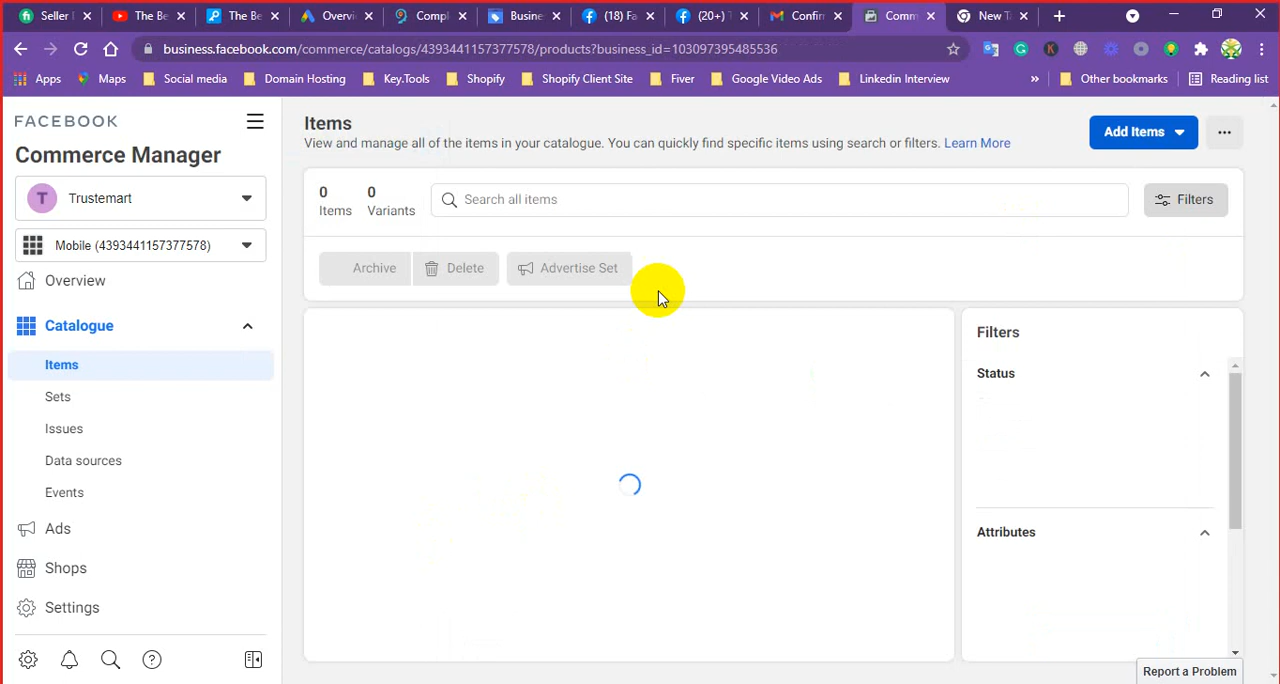 Seller
The Be
The Be
Overvi
Compl
Busine
(18) Fa
(20+) T
Confir
Comm
New Ta
business.facebook.com/commerce/catalogs/4393441157377578/products?business_id=103097395485536
Apps
Maps
Social media
Domain Hosting
Key.Tools
Shopify
Shopify Client Site
Fiver
Google Video Ads
Linkedin Interview
»
Other bookmarks
Reading list
FACEBOOK
Commerce Manager
T
Trustemart
Mobile (4393441157377578)
Overview
Catalogue
Items
Sets
Issues
Data sources
Events
Ads
Shops
Settings
Items
View and manage all of the items in your catalogue. You can quickly find specific items using search or filters. Learn More
Add Items
0
Items
0
Variants
Search all items
Filters
Archive
Delete
Advertise Set
Filters
Status
Attributes
Report a Problem